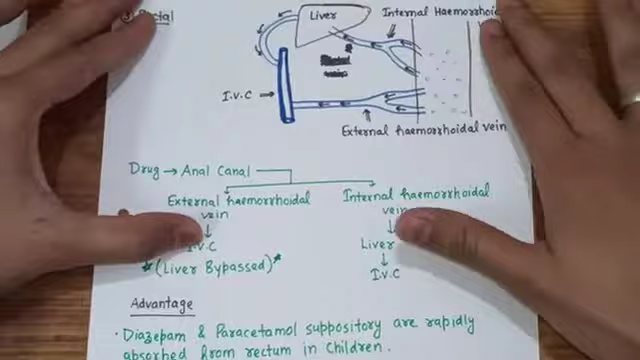 Rectal
Liver
Internal Haemorrhoid
I.V.C
External haemorrhoidal vein
Drug → Anal Canal
External haemorrhoidal
vein
Internal haemorrhoidal
vein
I.V.C
Liver
(Liver Bypassed)
I.V.C
Advantage
Diazepam & Paracetamol suppository are rapidly
absorbed from rectum in children.